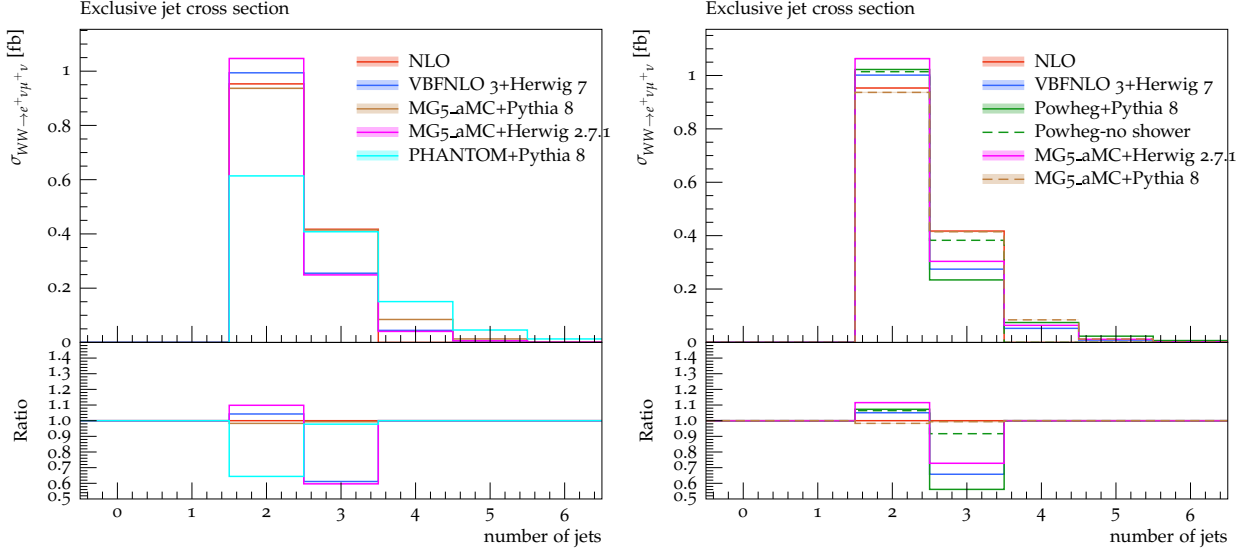 Exclusive jet cross section
σ_{WW→e⁺νμ⁺ν} [fb]
1
0.8
0.6
0.4
0.2
0
NLO
VBFNLO 3+Herwig 7
MG5_aMC+Pythia 8
MG5_aMC+Herwig 2.7.1
PHANTOM+Pythia 8
Ratio
1.4
1.3
1.2
1.1
1.0
0.9
0.8
0.7
0.6
0.5
0 1 2 3 4 5 6
number of jets
Exclusive jet cross section
σ_{WW→e⁺νμ⁺ν} [fb]
1
0.8
0.6
0.4
0.2
0
NLO
VBFNLO 3+Herwig 7
Powheg+Pythia 8
Powheg-no shower
MG5_aMC+Herwig 2.7.1
MG5_aMC+Pythia 8
Ratio
1.4
1.3
1.2
1.1
1.0
0.9
0.8
0.7
0.6
0.5
0 1 2 3 4 5 6
number of jets